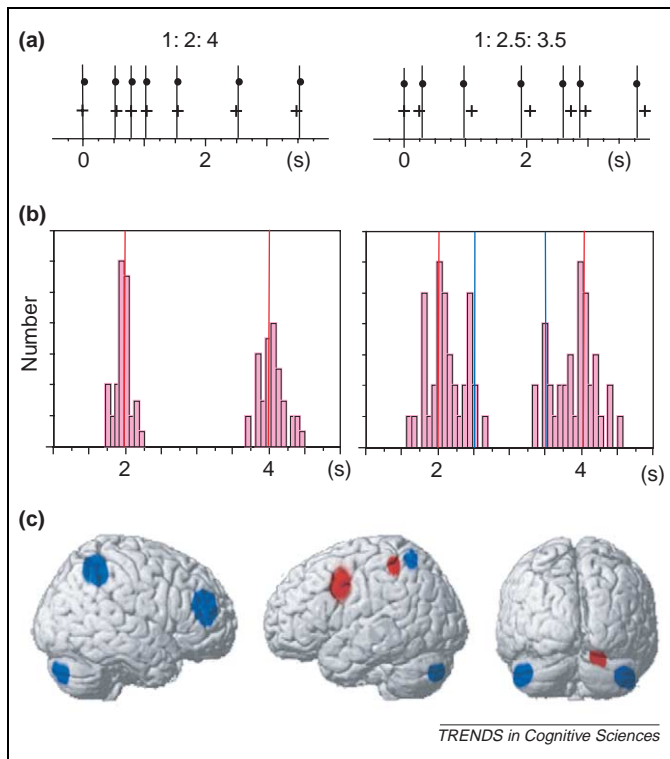 (a) 1: 2: 4 1: 2.5: 3.5
0 2 (s) 0 2 (s)
(b)
Number
2 4 (s) 2 4 (s)
(c)
TRENDS in Cognitive Sciences